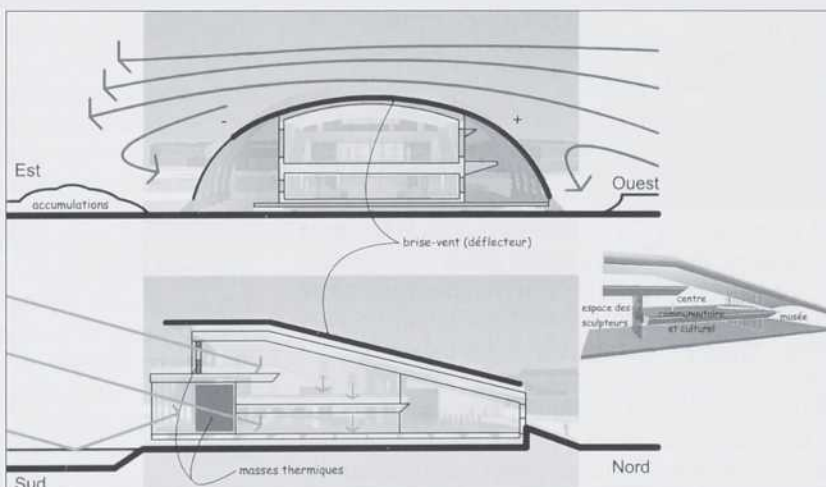 -
+
Est
Ouest
accumulations
brise-vent (déflecteur)
espace des
sculpteurs
centre
communautaire
et culturel
musée
masses thermiques
Sud
Nord